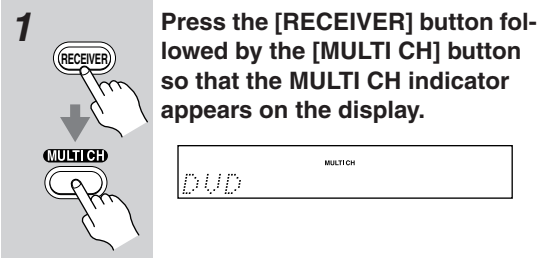 1
Press the [RECEIVER] button fol-
lowed by the [MULTI CH] button
so that the MULTI CH indicator
appears on the display.
RECEIVER
MULTI CH
MULTI CH
DVD